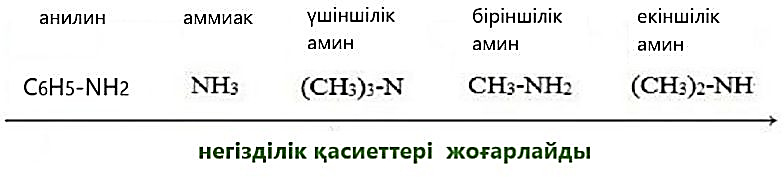 анилин аммиак үшіншілік амин біріншілік амин екіншілік амин
C6H5-NH2 NH3 (CH3)3-N CH3-NH2 (CH3)2-NH
негізділік қасиеттері жоғарлайды